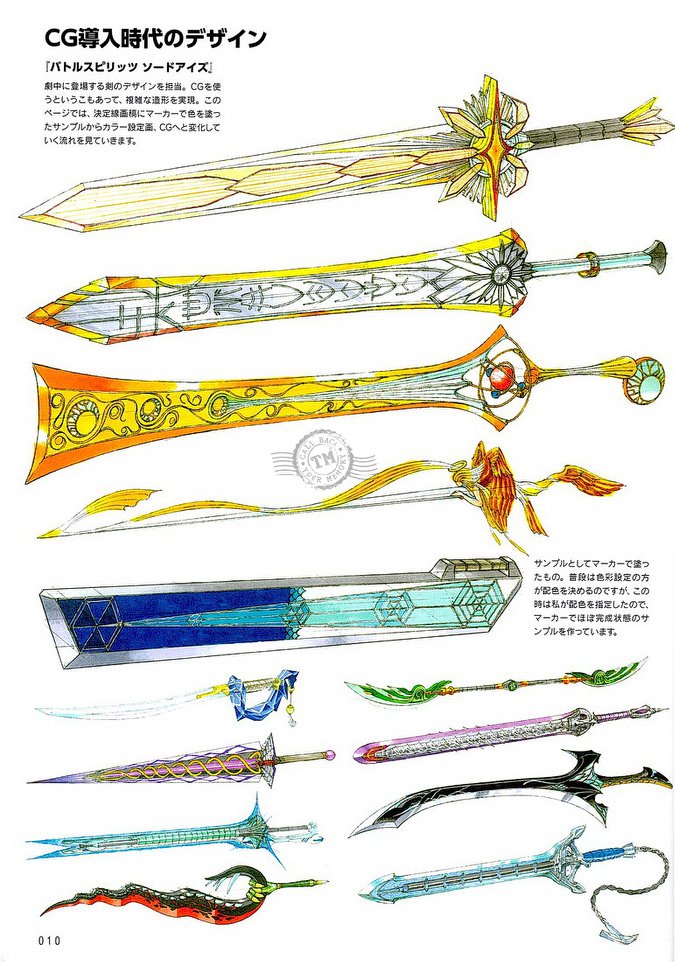 CG導入時代のデザイン
『バトルスピリッツ ソードアイズ』
劇中に登場する剣のデザインを担当。CGを使
うというこもあって、複雑な造形を実現。この
ページでは、決定線画稿にマーカーで色を塗っ
たサンプルからカラー設定画、CGへと変化して
いく流れを見ていきます。
CALL BACK
TM
YOUR MEMORY
サンプルとしてマーカーで塗っ
たもの。普段は色彩設定の方
が配色を決めるのですが、この
時は私が配色を指定したので、
マーカーでほぼ完成状態のサ
ンプルを作っています。
010